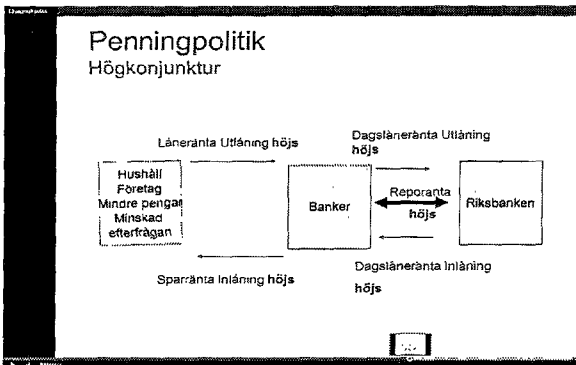 Penningpolitik
Högkonjunktur
Låneränta Utlåning höjs
Dagslåneränta Utlåning
höjs
Hushåll
Företag
Mindre pengar
Minskad
efterfrågan
Banker
Reporänta
höjs
Riksbanken
Sparränta Inlåning höjs
Dagslåneränta Inlåning
höjs